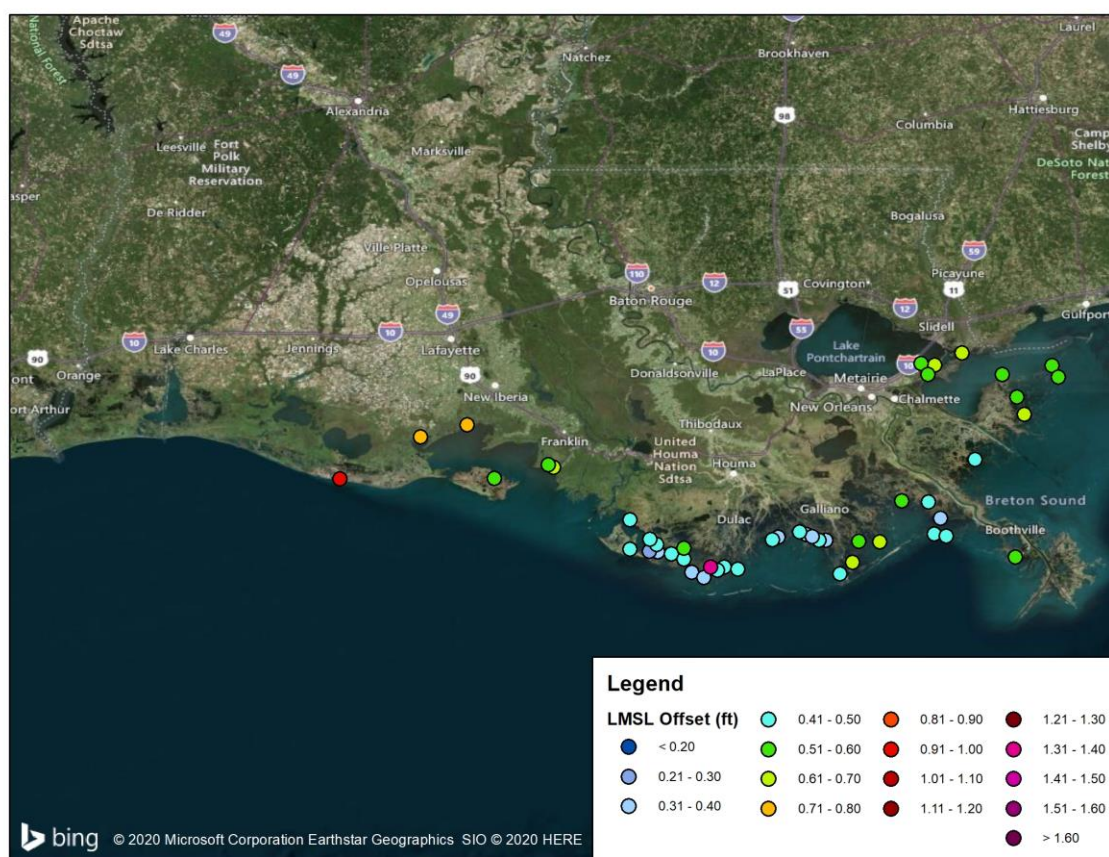 Apache
Choctaw
Sdtsa
National Forest
49
Natchez
Brookhaven
Laurel
49
Alexandria
98
Columbia
Hattiesburg
Leesville
Fort
Polk
Military
Reservation
Marksville
Camp
Shelby
DeSoto Nat
Forest
asper
De Ridder
Bogalusa
Ville Platte
59
Opelousas
110
12
Picayune
Baton Rouge
51
Covington
11
49
12
Gulfport
10
10
55
Slidell
90
Lake Charles
Jennings
Lafayette
10
Lake
Pontchartrain
ont
Orange
90
Donaldsonville
LaPlace
Metairie
10
New Iberia
New Orleans
Chalmette
ort Arthur
Thibodaux
Franklin
United
Houma
Nation
Sdtsa
Houma
Breton Sound
Dulac
Galliano
Boothville
Legend
LMSL Offset (ft)
< 0.20
0.21 - 0.30
0.31 - 0.40
0.41 - 0.50
0.51 - 0.60
0.61 - 0.70
0.71 - 0.80
0.81 - 0.90
0.91 - 1.00
1.01 - 1.10
1.11 - 1.20
1.21 - 1.30
1.31 - 1.40
1.41 - 1.50
1.51 - 1.60
> 1.60
bing © 2020 Microsoft Corporation Earthstar Geographics SIO © 2020 HERE